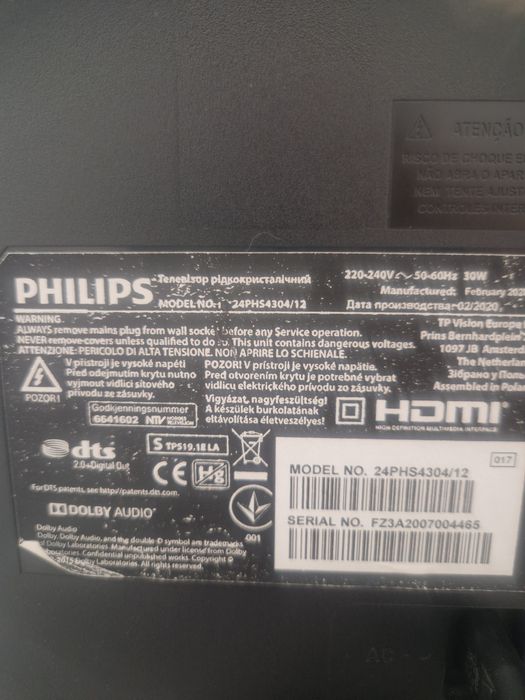 ATENÇÃO
RISCO DE CHOQUE E
NÃO ABRA O APAR
NEM TENTE AJUST
CONTROLES INTER
PHILIPS
Телевізор рідкокристалічний
MODEL NO.: 24PHS4304/12
220-240V ~ 50-60Hz 30W
Manufactured: February 202
Дата производства 02/2020
WARNING
ALWAYS remove mains plug from wall socket before any Service operation.
NEVER remove covers unless qualified to do so. This unit contains dangerous voltages.
ATTENZIONE: PERICOLO DI ALTA TENSIONE. NON APRIRE LO SCHIENALE.
TP Vision Europe
Prins Bernhardplein
1097 JB Amster
The Netherlan
Зібрано у Пол
Assembled in Pola
POZOR!
V přístroji je vysoké napětí
Před odejmutím krytu nutno
vyjmout vidlici síťového
přívodu ze zásuvky.
POZOR! V prístroji je vysoké napätie.
Pred otvorením krytu je potrebné vybrat
vidlicu elektrického prívodu zo zásuvky.
Vigyázat, nagyfeszültség!
A készülek burkolatának
eltávolítása életveszélyes!
HDMI
HIGH-DEFINITION MULTIMEDIA INTERFACE
Godkjenningsnummer
6641602 NTV
dts
2.0+Digital Out
For DTS patents, see http://patents.dts.com.
S TPS19.1B LA
CE
Hg
001
DOLBY AUDIO
Dolby Audio
Dolby, Dolby Audio, and the double-D symbol are trademarks
of Dolby Laboratories. Manufactured under license from Dolby
Laboratories. Confidential unpublished works. Copyright ©
2015 Dolby Laboratories. All rights reserved.
017
MODEL NO. 24PHS4304/12
SERIAL NO. FZ3A2007004465